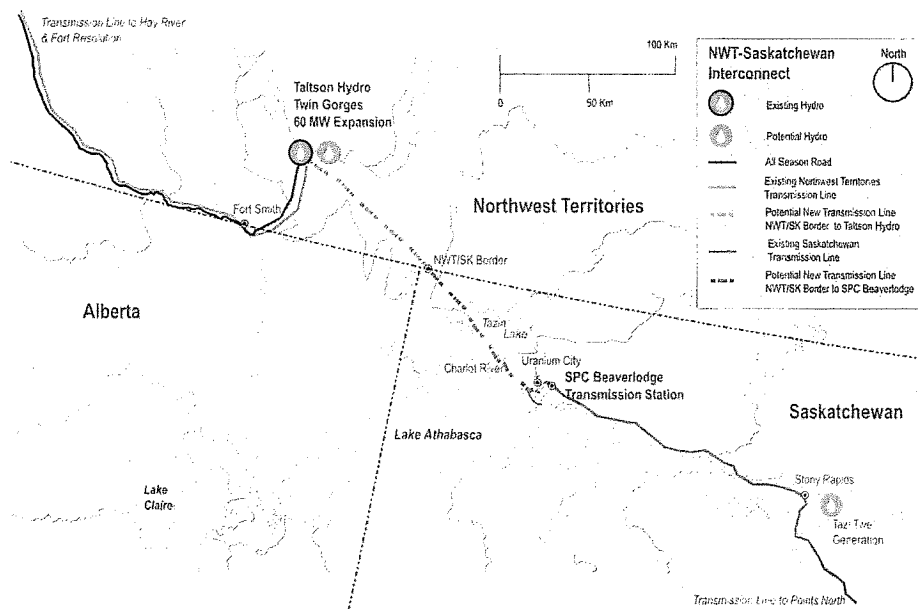 Transmission Line to Hay River
& Fort Resolution
Taltson Hydro
Twin Gorges
60 MW Expansion
Fort Smith
Northwest Territories
NWT/SK Border
Alberta
Tazin
Lake
Charlot River
Uranium City
SPC Beaverlodge
Transmission Station
Saskatchewan
Lake Athabasca
Lake
Claire
Stony Rapids
Tazi Twe
Generation
Transmission Line to Points North
100 Km
0
50 Km
NWT-Saskatchewan
Interconnect
North
Existing Hydro
Potential Hydro
All Season Road
Existing Northwest Territories
Transmission Line
Potential New Transmission Line
NWT/SK Border to Taltson Hydro
Existing Saskatchewan
Transmission Line
Potential New Transmission Line
NWT/SK Border to SPC Beaverlodge